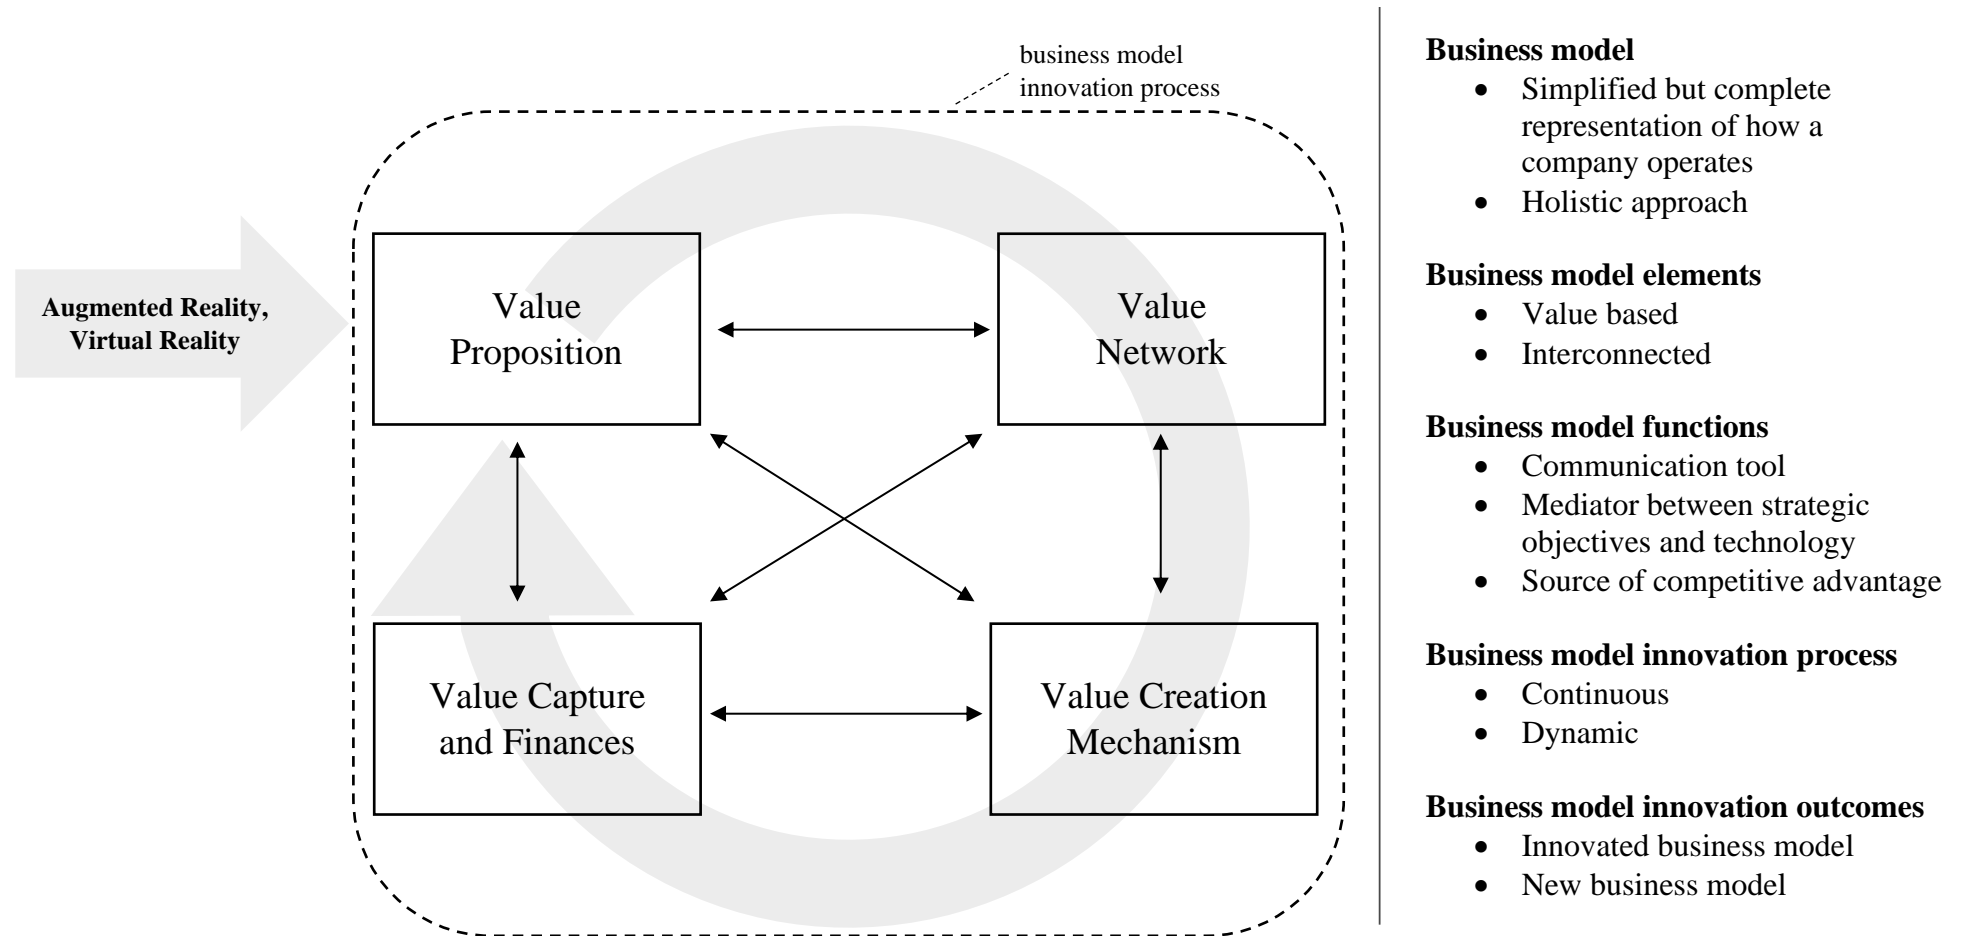 business model
innovation process
Augmented Reality,
Virtual Reality
Value
Proposition
Value
Network
Value Capture
and Finances
Value Creation
Mechanism
Business model
• Simplified but complete
representation of how a
company operates
• Holistic approach
Business model elements
• Value based
• Interconnected
Business model functions
• Communication tool
• Mediator between strategic
objectives and technology
• Source of competitive advantage
Business model innovation process
• Continuous
• Dynamic
Business model innovation outcomes
• Innovated business model
• New business model